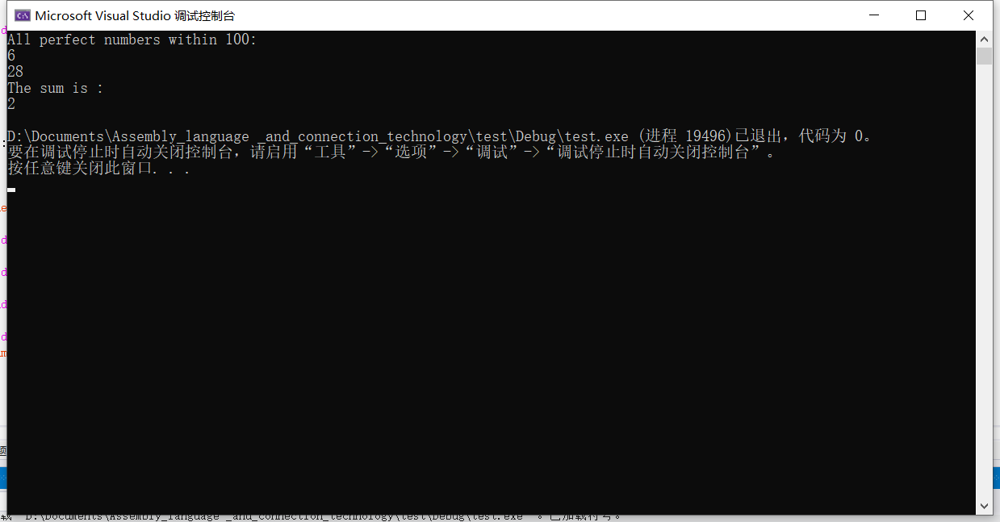 Microsoft Visual Studio 调试控制台
All perfect numbers within 100:
6
28
The sum is :
2
D:\Documents\Assembly_language _and_connection_technology\test\Debug\test.exe (进程 19496)已退出，代码为 0。
要在调试停止时自动关闭控制台，请启用“工具”->“选项”->“调试”->“调试停止时自动关闭控制台”。
按任意键关闭此窗口. . .
D:\Documents\Assembly_language _and_connection_technology\test\Debug\test.exe”。已加载符号。